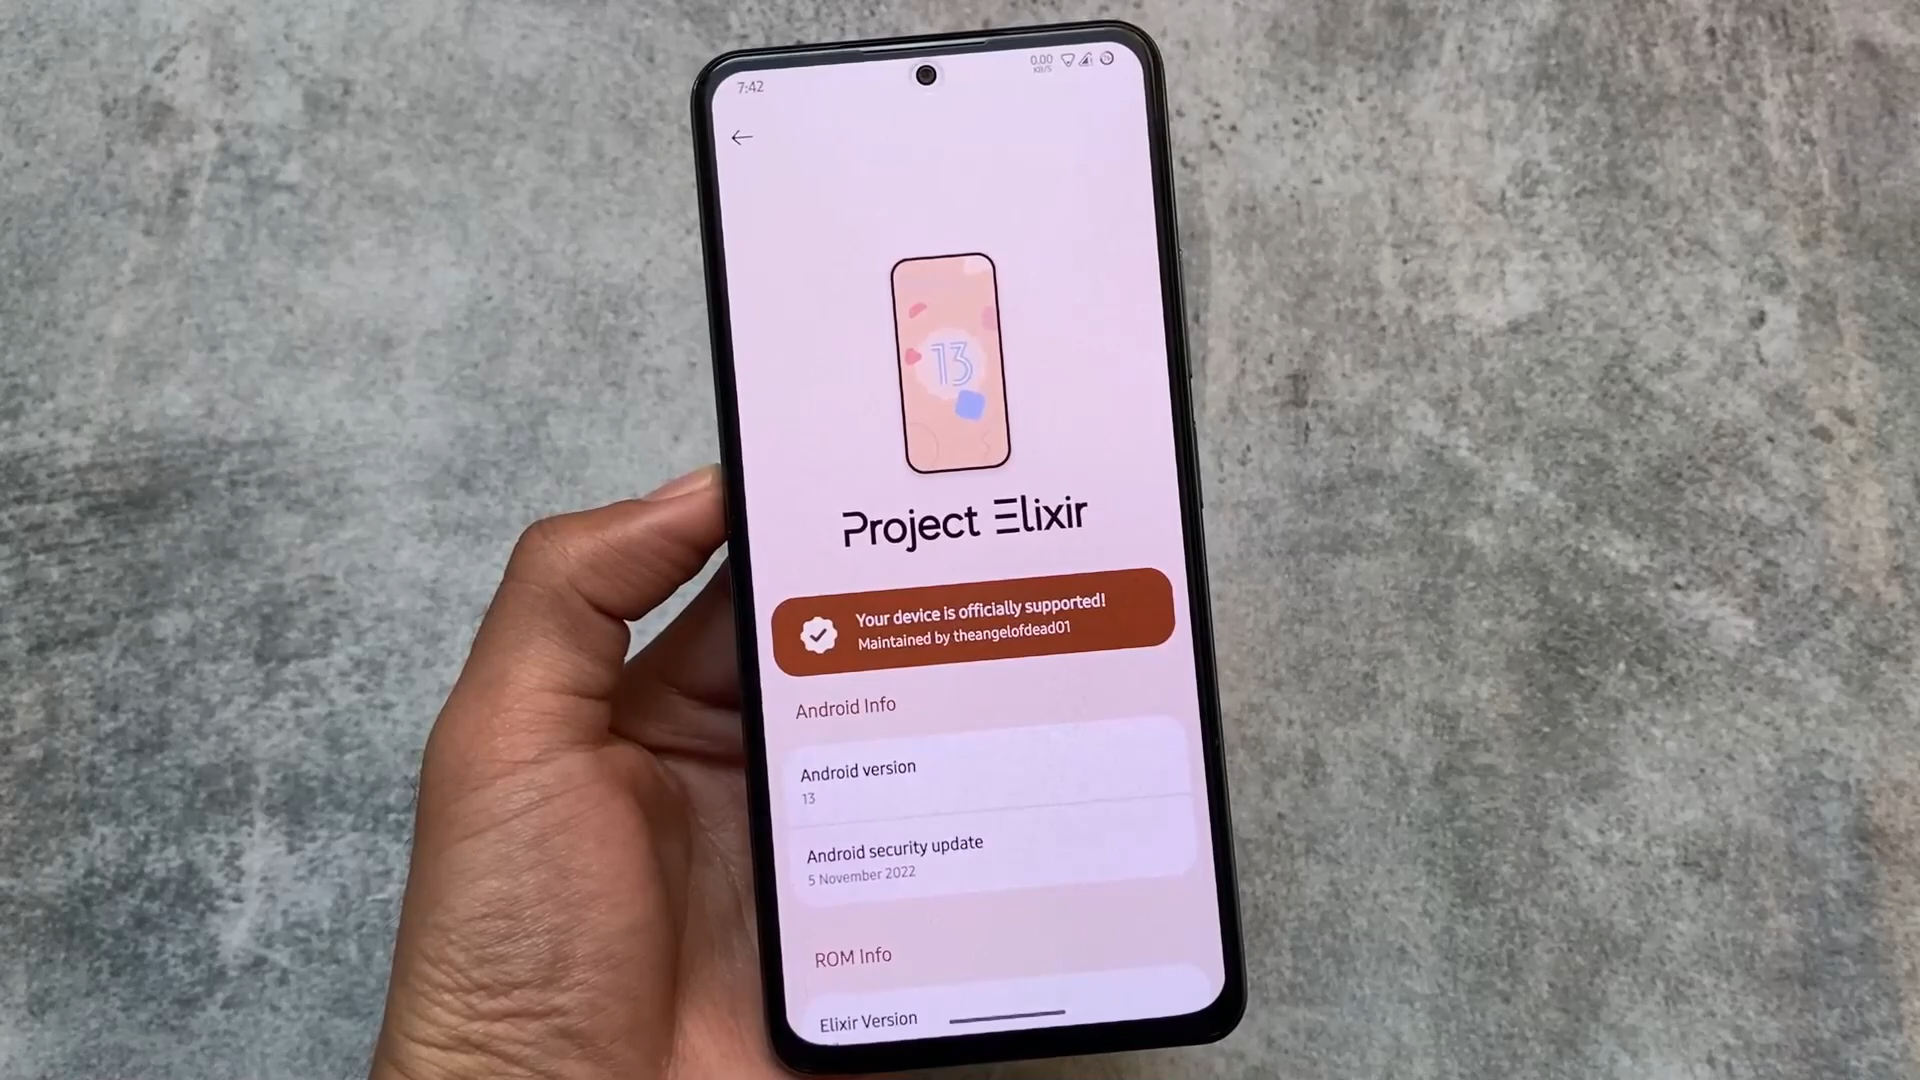 7:42
0.00
KB/S
13
Project Elixir
Your device is officially supported!
Maintained by theangelofdead01
Android Info
Android version
13
Android security update
5 November 2022
ROM Info
Elixir Version